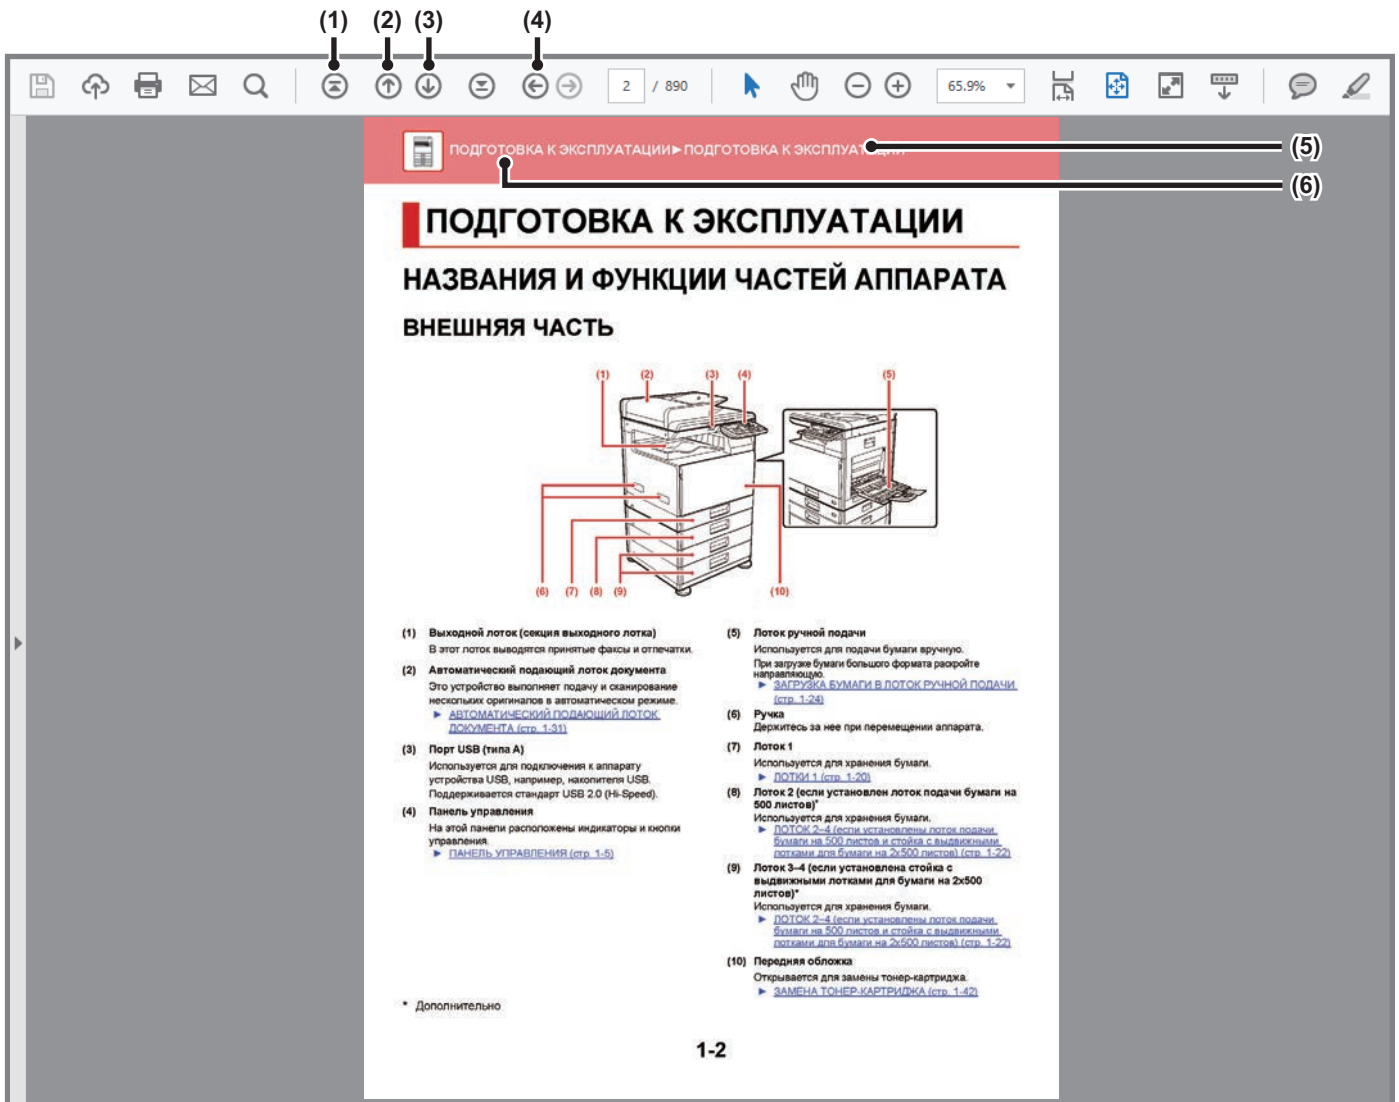 (1) (2) (3) (4)
2 / 890 65.9%
ПОДГОТОВКА К ЭКСПЛУАТАЦИИ►ПОДГОТОВКА К
(5)
(6)
ПОДГОТОВКА К ЭКСПЛУАТАЦИИ
НАЗВАНИЯ И ФУНКЦИИ ЧАСТЕЙ АППАРАТА
ВНЕШНЯЯ ЧАСТЬ
(1) (2) (3) (4) (5)
(6) (7) (8) (9) (10)
(1) Выходной лоток (секция выходного лотка)
В этот лоток выводятся принятые факсы и отпечатки.
(2) Автоматический подающий лоток документа
Это устройство выполняет подачу и сканирование
нескольких оригиналов в автоматическом режиме.
► АВТОМАТИЧЕСКИЙ ПОДАЮЩИЙ ЛОТОК
ДОКУМЕНТА (стр. 1-31)
(3) Порт USB (типа A)
Используется для подключения к аппарату
устройства USB, например, накопителя USB.
Поддерживается стандарт USB 2.0 (Hi-Speed).
(4) Панель управления
На этой панели расположены индикаторы и кнопки
управления.
► ПАНЕЛЬ УПРАВЛЕНИЯ (стр. 1-5)
(5) Лоток ручной подачи
Используется для подачи бумаги вручную.
При загрузке бумаги большого формата раскройте
направляющую.
► ЗАГРУЗКА БУМАГИ В ЛОТОК РУЧНОЙ ПОДАЧИ
(стр. 1-24)
(6) Ручка
Держитесь за нее при перемещении аппарата.
(7) Лоток 1
Используется для хранения бумаги.
► ЛОТКИ 1 (стр. 1-20)
(8) Лоток 2 (если установлен лоток подачи бумаги на
500 листов)*
Используется для хранения бумаги.
► ЛОТОК 2–4 (если установлены лоток подачи
бумаги на 500 листов и стойка с выдвижными
лотками для бумаги на 2x500 листов) (стр. 1-22)
(9) Лоток 3–4 (если установлена стойка с
выдвижными лотками для бумаги на 2x500
листов)*
Используется для хранения бумаги.
► ЛОТОК 2–4 (если установлены лоток подачи
бумаги на 500 листов и стойка с выдвижными
лотками для бумаги на 2x500 листов) (стр. 1-22)
(10) Передняя обложка
Открывается для замены тонер-картриджа.
► ЗАМЕНА ТОНЕР-КАРТРИДЖА (стр. 1-42)
* Дополнительно
1-2